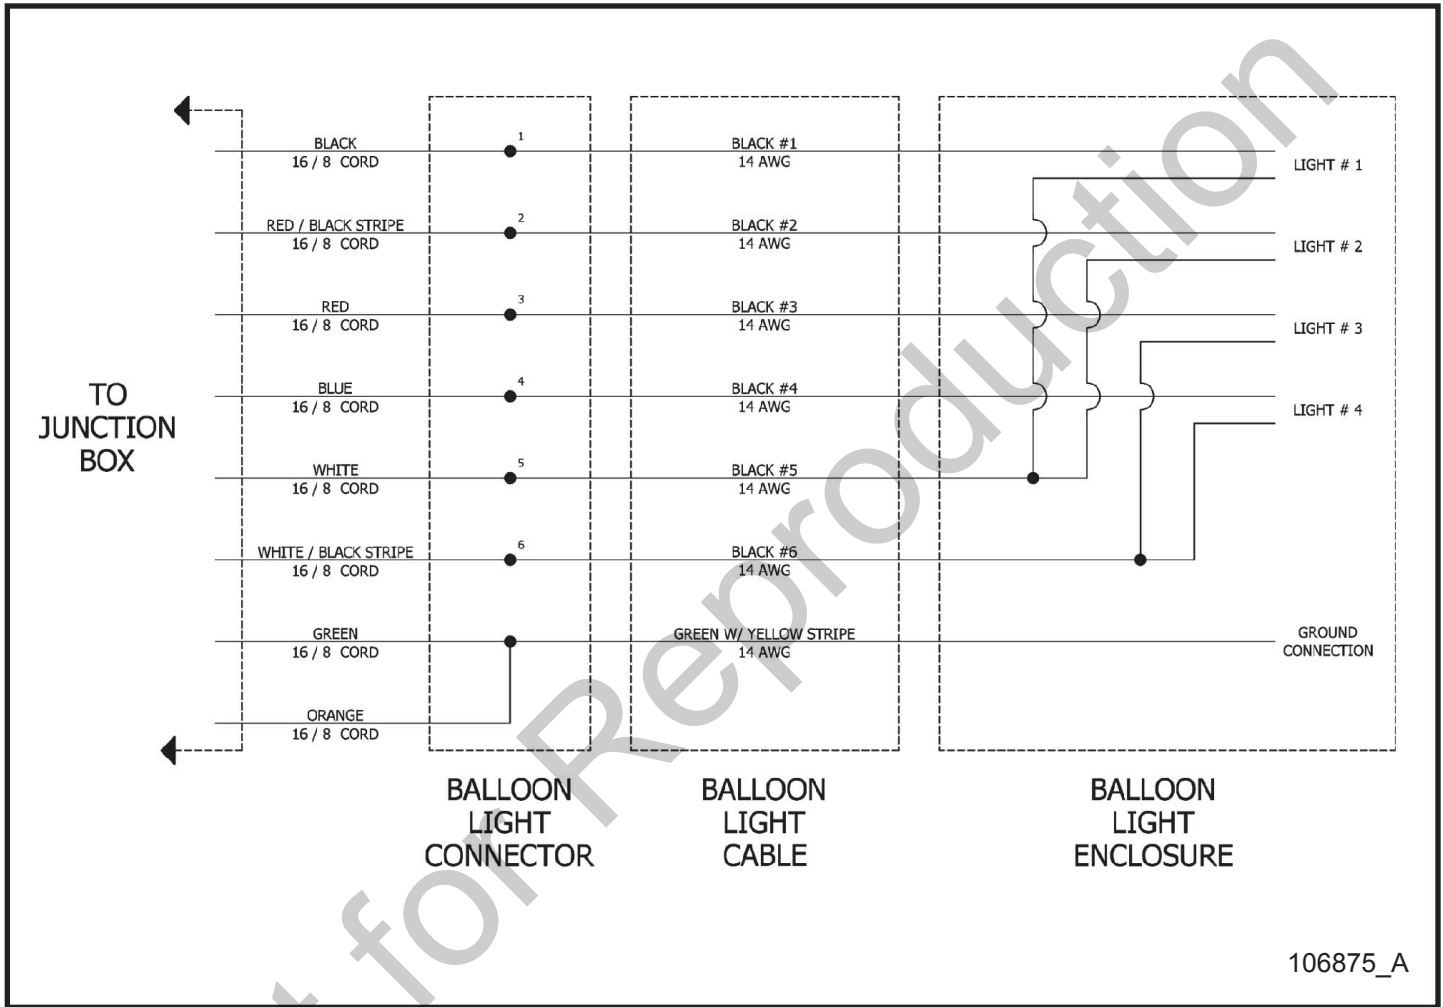 BLACK
16 / 8 CORD
1
BLACK #1
14 AWG
LIGHT # 1
RED / BLACK STRIPE
16 / 8 CORD
2
BLACK #2
14 AWG
LIGHT # 2
RED
16 / 8 CORD
3
BLACK #3
14 AWG
LIGHT # 3
BLUE
16 / 8 CORD
4
BLACK #4
14 AWG
LIGHT # 4
TO
JUNCTION
BOX
WHITE
16 / 8 CORD
5
BLACK #5
14 AWG
WHITE / BLACK STRIPE
16 / 8 CORD
6
BLACK #6
14 AWG
GREEN
16 / 8 CORD
GREEN W/ YELLOW STRIPE
14 AWG
GROUND
CONNECTION
ORANGE
16 / 8 CORD
BALLOON
LIGHT
CONNECTOR
BALLOON
LIGHT
CABLE
BALLOON
LIGHT
ENCLOSURE
106875_A
for Reproduction